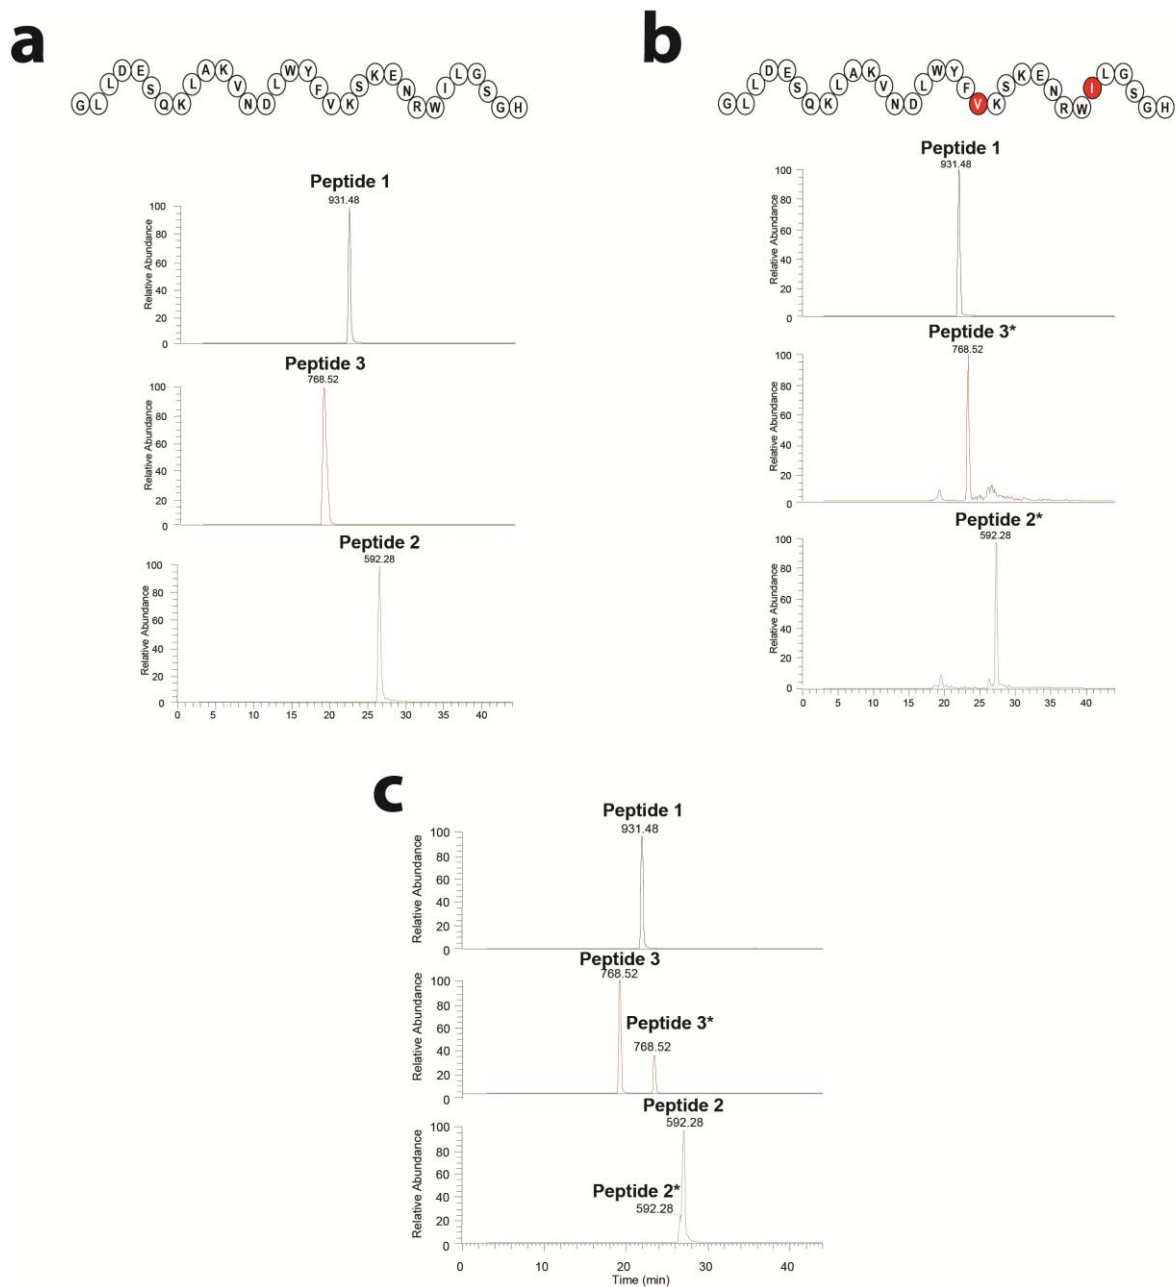 a
G L L D E S Q K L A K V N D L W Y F V K S K E N R W I L G S G H
Peptide 1
931.48
Relative Abundance
100
80
60
40
20
0
Peptide 3
768.52
Relative Abundance
100
80
60
40
20
0
Peptide 2
592.28
Relative Abundance
100
80
60
40
20
0
0 5 10 15 20 25 30 35 40
b
G L L D E S Q K L A K V N D L W Y F V K S K E N R W I L G S G H
Peptide 1
931.48
Relative Abundance
100
80
60
40
20
0
Peptide 3*
768.52
Relative Abundance
100
80
60
40
20
0
Peptide 2*
592.28
Relative Abundance
100
80
60
40
20
0
0 5 10 15 20 25 30 35 40
c
Peptide 1
931.48
Relative Abundance
100
80
60
40
20
0
Peptide 3
768.52
Peptide 3*
768.52
Relative Abundance
100
80
60
40
20
0
Peptide 2
592.28
Peptide 2*
592.28
Relative Abundance
100
80
60
40
20
0
0 10 20 30 40
Time (min)